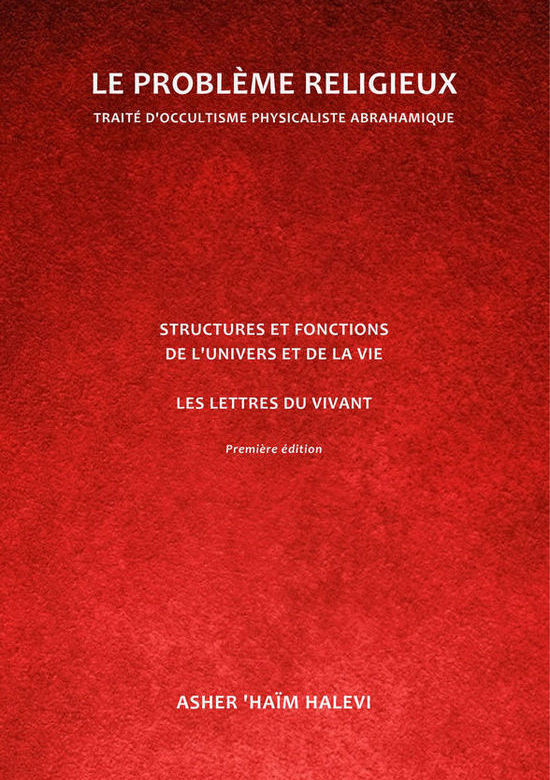 LE PROBLÈME RELIGIEUX
TRAITÉ D'OCCULTISME PHYSICALISTE ABRAHAMIQUE
STRUCTURES ET FONCTIONS
DE L'UNIVERS ET DE LA VIE
LES LETTRES DU VIVANT
Première édition
ASHER 'HAÏM HALEVI